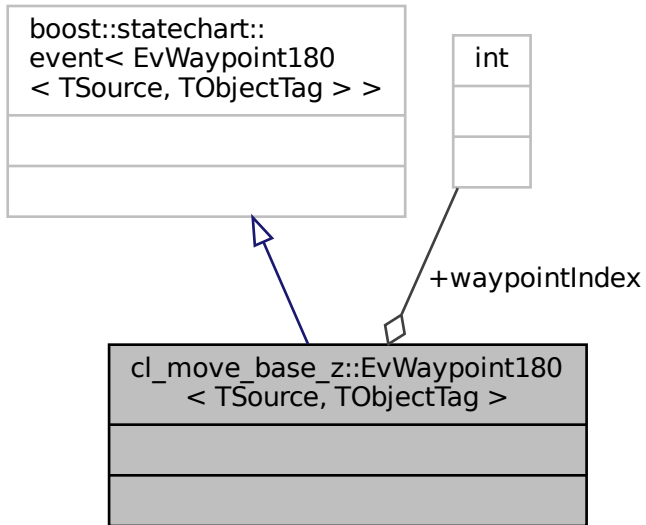 boost::statechart::
event< EvWaypoint180
< TSource, TObjectTag > >
int
+waypointIndex
cl_move_base_z::EvWaypoint180
< TSource, TObjectTag >